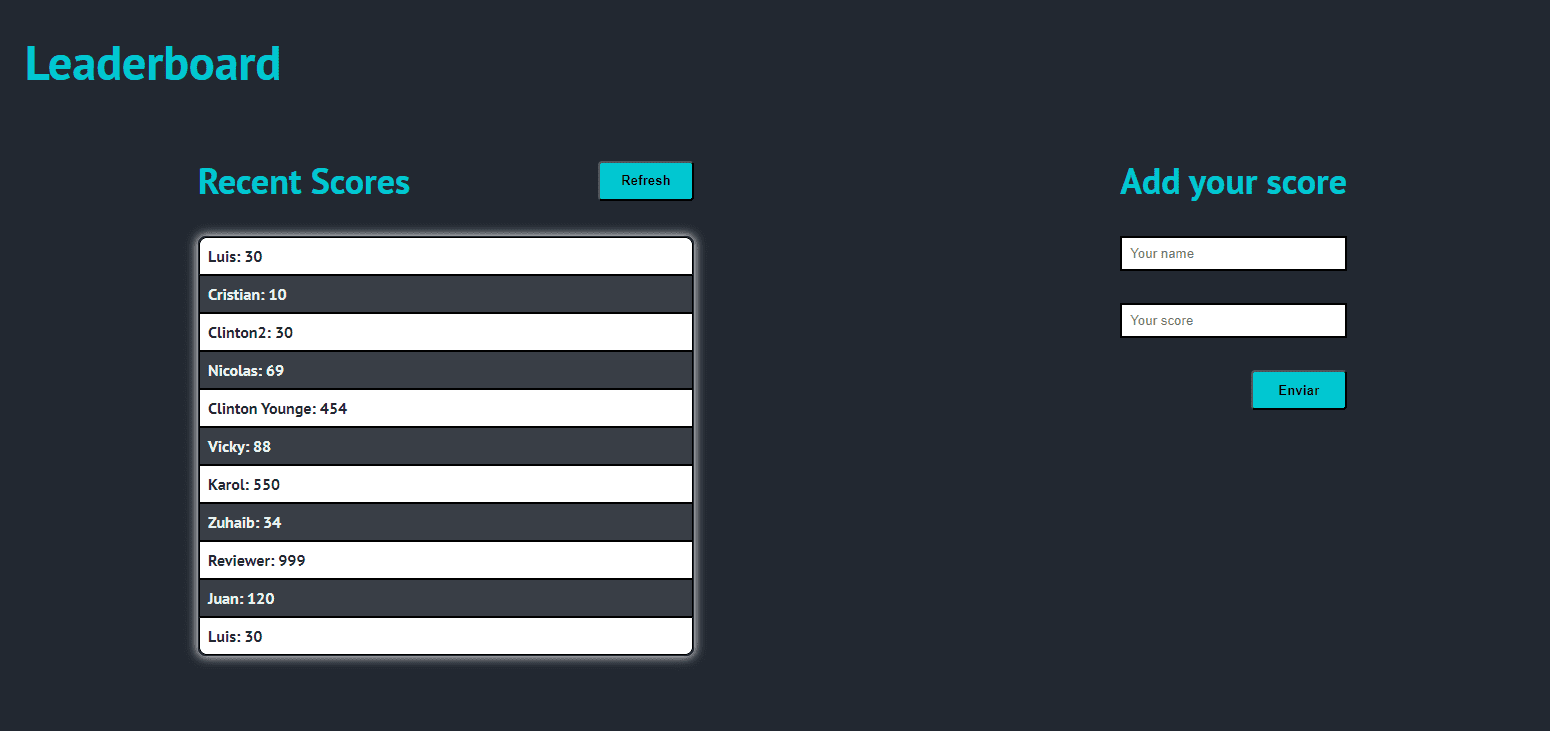 Leaderboard
Recent Scores
Refresh
Luis: 30
Cristian: 10
Clinton2: 30
Nicolas: 69
Clinton Younge: 454
Vicky: 88
Karol: 550
Zuhaib: 34
Reviewer: 999
Juan: 120
Luis: 30
Add your score
Your name
Your score
Enviar